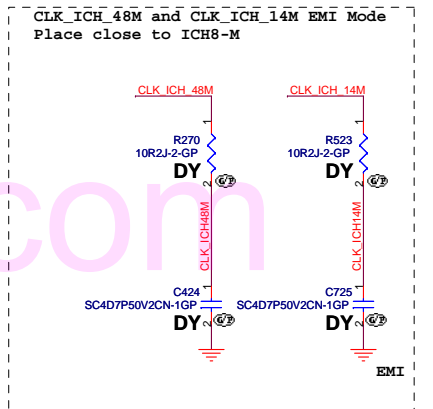 CLK_ICH_48M and CLK_ICH_14M EMI Mode
Place close to ICH8-M
CLK_ICH_48M
CLK_ICH_14M
1
1
R270
10R2J-2-GP
DY
2
G/P
R523
10R2J-2-GP
DY
2
G/P
com
CLK_ICH48M
CLK_ICH14M
1
1
C424
SC4D7P50V2CN-1GP
DY
2
G/P
C725
SC4D7P50V2CN-1GP
DY
2
G/P
EMI